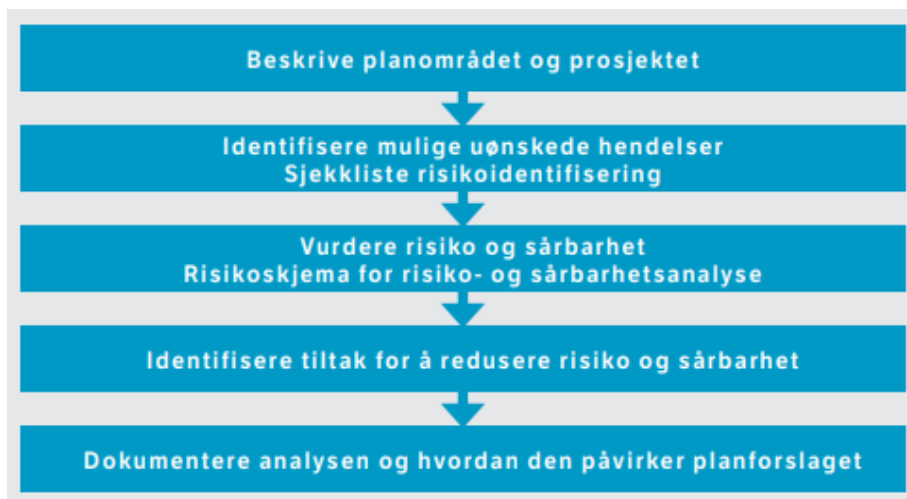 Beskrive planområdet og prosjektet
Identifisere mulige uønskede hendelser
Sjekkliste risikoidentifisering
Vurdere risiko og sårbarhet
Risikoskjema for risiko- og sårbarhetsanalyse
Identifisere tiltak for å redusere risiko og sårbarhet
Dokumentere analysen og hvordan den påvirker planforslaget